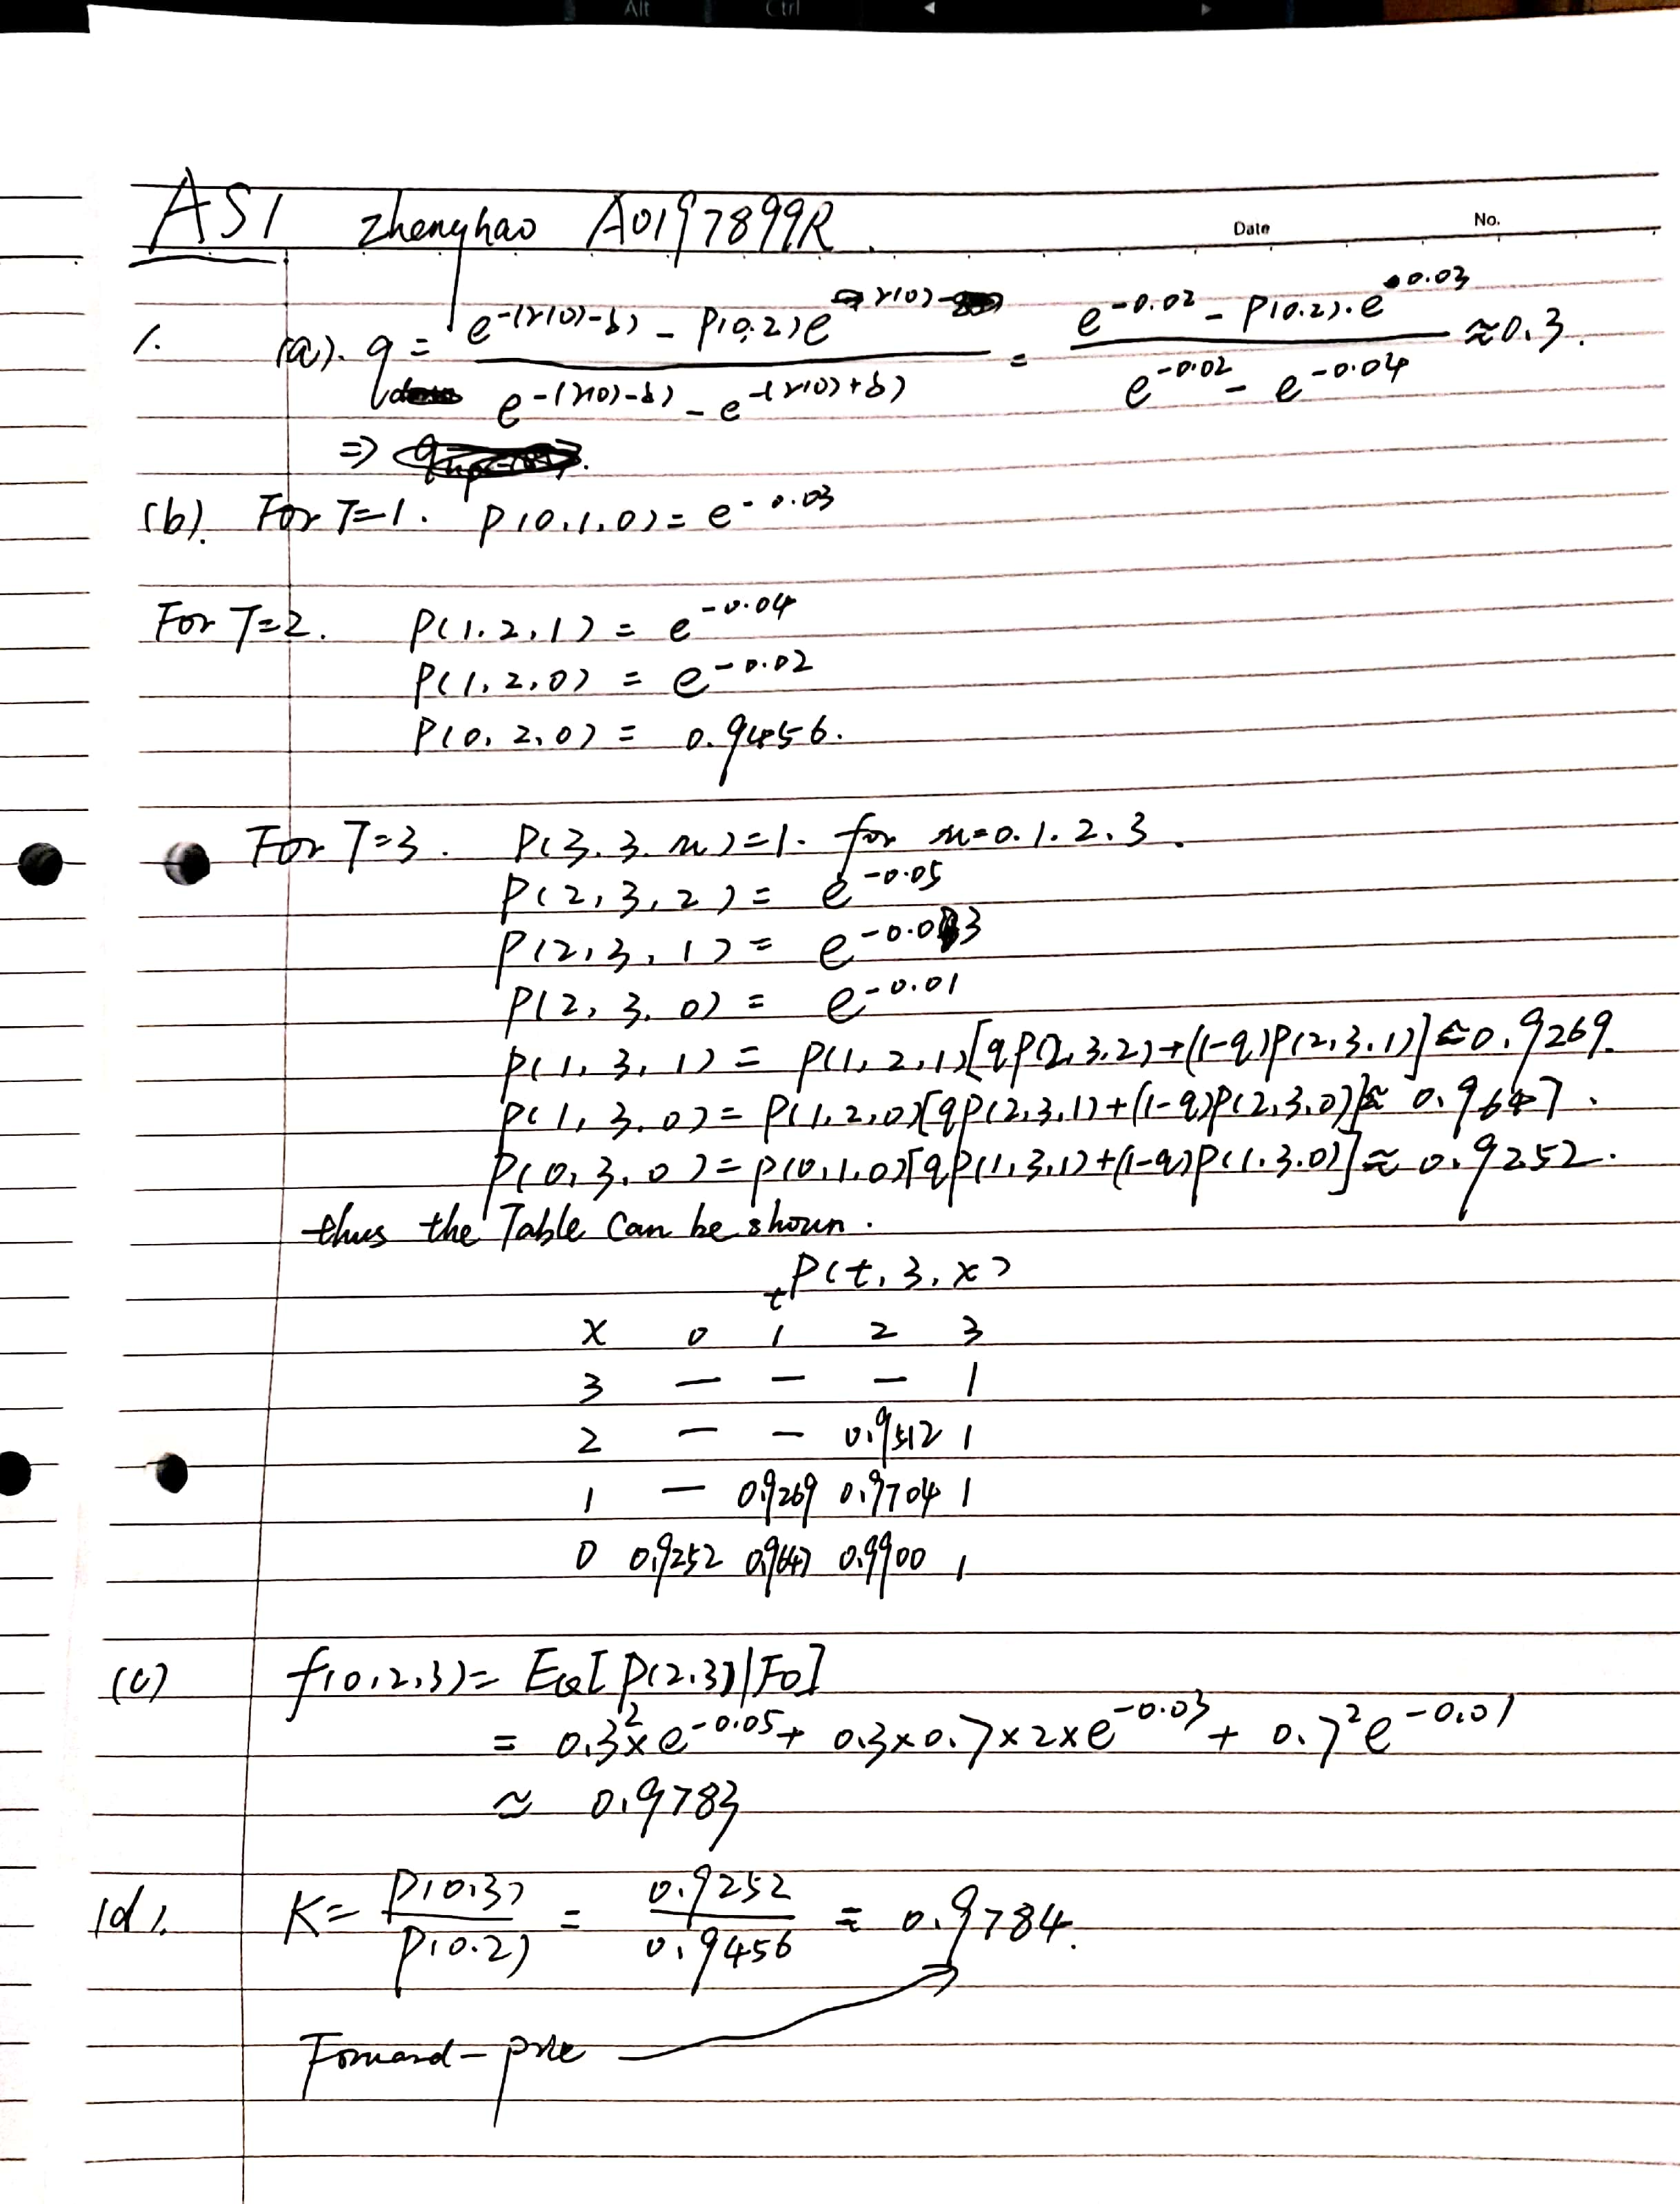 Alt Ctrl
AS1 zhenghao A0197899R
Date No.
1. (a). q = (e^-(r(0)-δ) - P(0,2)e^r(0)) / (e^-(r(0)-δ) - e^-(r(0)+δ)) = (e^-0.02 - P(0.2).e^0.03) / (e^-0.02 - e^-0.04) ≈ 0.3.
⇒
(b). For T=1. P(0.1.0) = e^-0.03
For T=2. P(1.2.1) = e^-0.04
P(1,2,0) = e^-0.02
P(0,2,0) = 0.9456.
For T=3. P(3.3.x)=1. for x=0.1.2.3.
P(2,3,2) = e^-0.05
P(2,3,1) = e^-0.03
P(2,3.0) = e^-0.01
P(1,3,1) = P(1,2,1)[qP(2,3,2)+(1-q)P(2,3.1)] ≈ 0.9269.
P(1,3.0) = P(1,2,0)[qP(2,3.1)+(1-q)P(2,3.0)] ≈ 0.9647.
P(0,3.0) = P(0,1.0)[qP(1,3.1)+(1-q)P(1.3.0)] ≈ 0.9252.
thus the Table Can be shown.
P(t.3.x)
t
x 0 1 2 3
3 — — — 1
2 — — 0.9512 1
1 — 0.9269 0.9704 1
0 0.9252 0.9647 0.9900 1
(c) f(0,2,3) = EQ[P(2.3)|F0]
= 0.3²×e^-0.05 + 0.3×0.7×2×e^-0.03 + 0.7²e^-0.01
≈ 0.9783
(d). K = P(0.3) / P(0.2) = 0.9252 / 0.9456 = 0.9784.
Forward-price